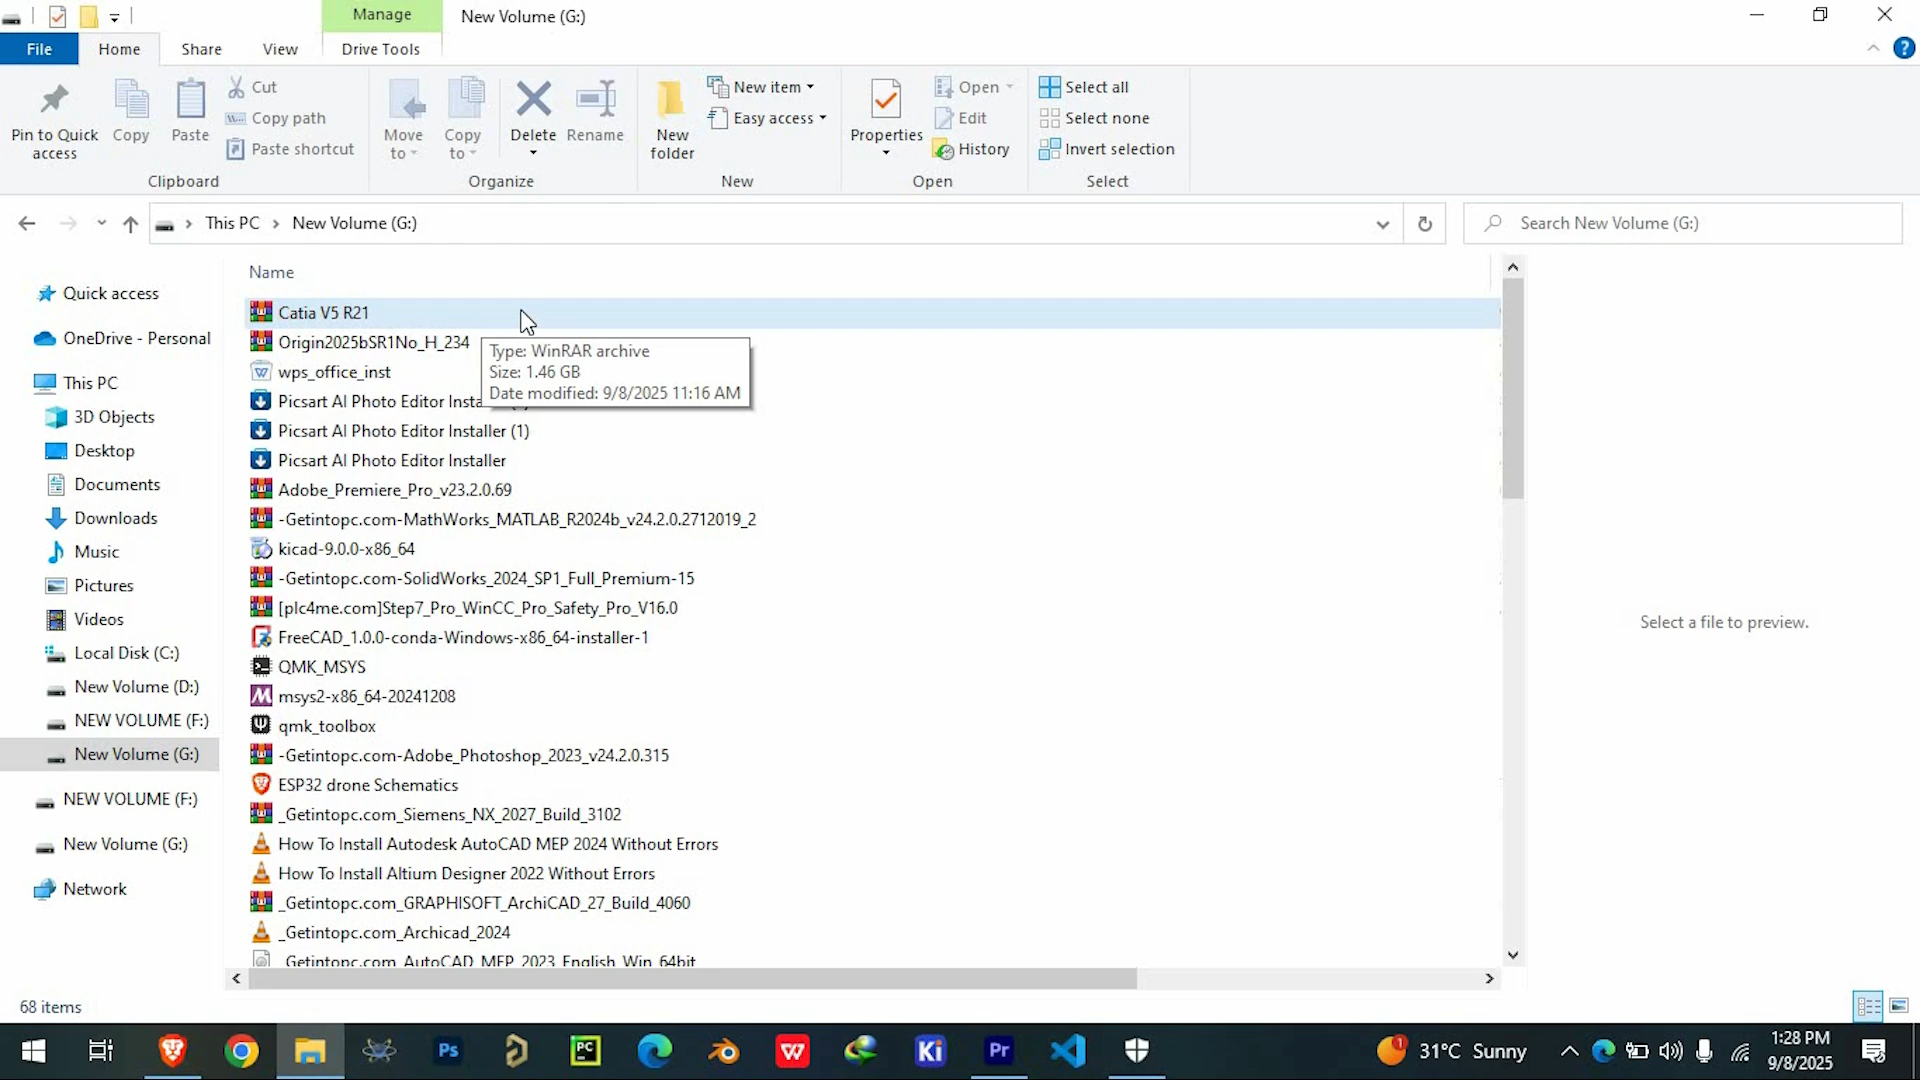 Manage
New Volume (G:)
File
Home
Share
View
Drive Tools
Pin to Quick access
Copy
Paste
Cut
Copy path
Paste shortcut
Clipboard
Move to
Copy to
Delete
Rename
Organize
New folder
New item
Easy access
New
Properties
Open
Edit
History
Open
Select all
Select none
Invert selection
Select
This PC > New Volume (G:)
Search New Volume (G:)
Quick access
OneDrive - Personal
This PC
3D Objects
Desktop
Documents
Downloads
Music
Pictures
Videos
Local Disk (C:)
New Volume (D:)
NEW VOLUME (F:)
New Volume (G:)
NEW VOLUME (F:)
New Volume (G:)
Network
Name
Catia V5 R21
Origin2025bSR1No_H_234
Type: WinRAR archive
Size: 1.46 GB
Date modified: 9/8/2025 11:16 AM
wps_office_inst
Picsart AI Photo Editor Insta
Picsart AI Photo Editor Installer (1)
Picsart AI Photo Editor Installer
Adobe_Premiere_Pro_v23.2.0.69
-Getintopc.com-MathWorks_MATLAB_R2024b_v24.2.0.2712019_2
kicad-9.0.0-x86_64
-Getintopc.com-SolidWorks_2024_SP1_Full_Premium-15
[plc4me.com]Step7_Pro_WinCC_Pro_Safety_Pro_V16.0
FreeCAD_1.0.0-conda-Windows-x86_64-installer-1
QMK_MSYS
msys2-x86_64-20241208
qmk_toolbox
-Getintopc.com-Adobe_Photoshop_2023_v24.2.0.315
ESP32 drone Schematics
_Getintopc.com_Siemens_NX_2027_Build_3102
How To Install Autodesk AutoCAD MEP 2024 Without Errors
How To Install Altium Designer 2022 Without Errors
_Getintopc.com_GRAPHISOFT_ArchiCAD_27_Build_4060
_Getintopc.com_Archicad_2024
_Getintopc.com_AutoCAD_MEP_2023_English_Win_64bit
Select a file to preview.
68 items
31°C Sunny
1:28 PM
9/8/2025